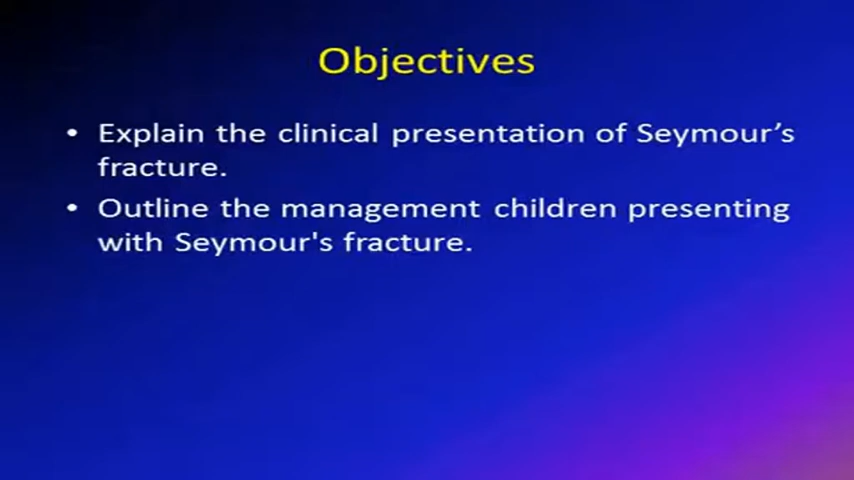 Objectives
• Explain the clinical presentation of Seymour’s
fracture.
• Outline the management children presenting
with Seymour's fracture.